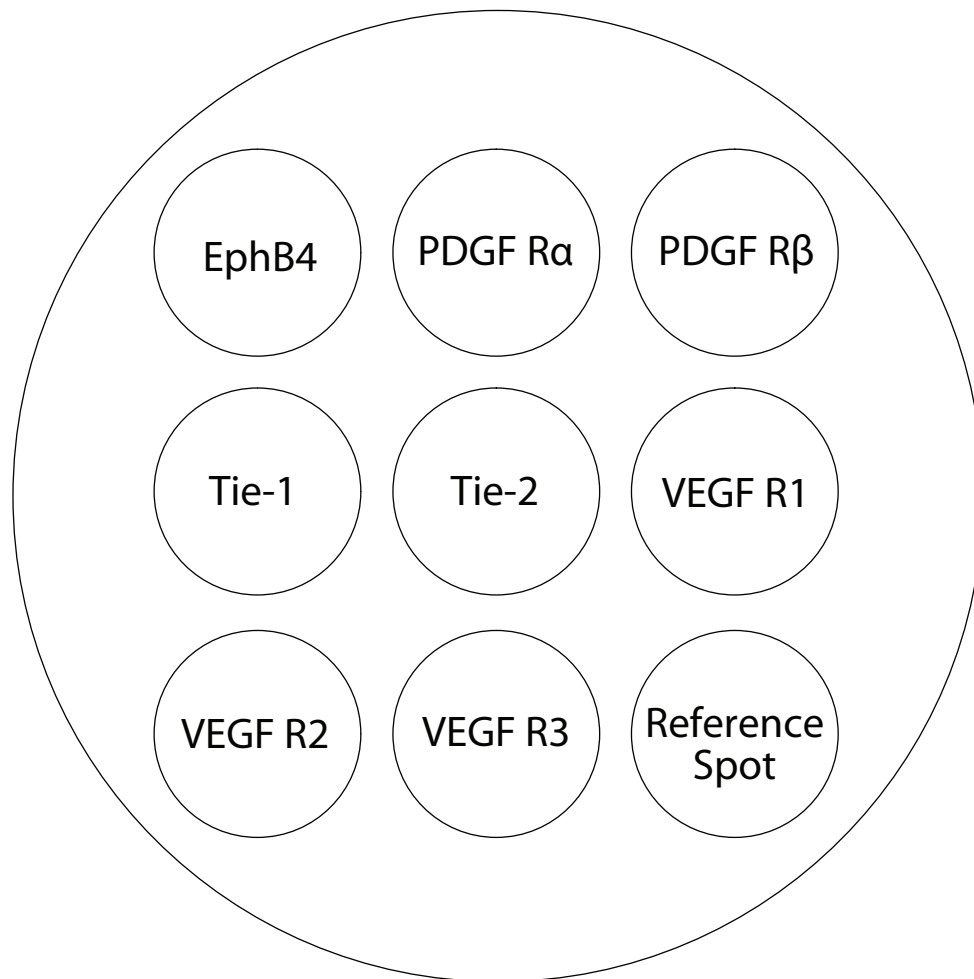 EphB4
PDGF Rα
PDGF Rβ
Tie-1
Tie-2
VEGF R1
VEGF R2
VEGF R3
Reference
Spot